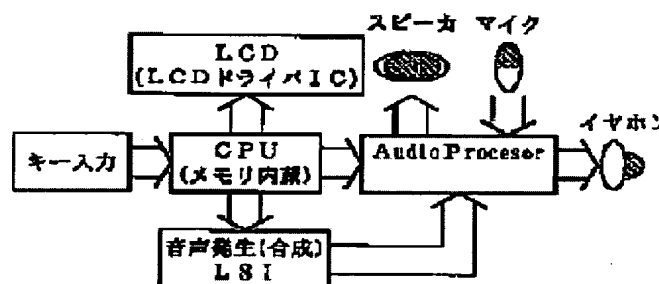 スピーカ マイク
LCD
(LCDドライバIC)
イヤホン
キー入力
CPU
(メモリ内蔵)
AudioProcesor
音声発生(合成)
LSI